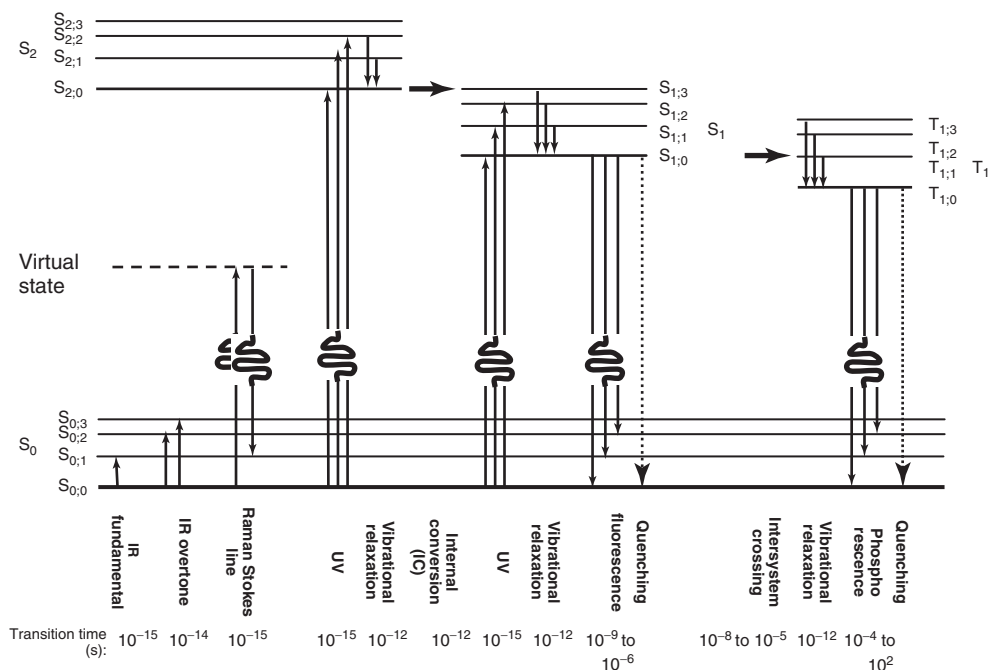 S2;3
S2;2
S2
S2;1
S2;0
S1;3
S1;2
S1;1
S1
S1;0
T1;3
T1;2
T1;1
T1
T1;0
Virtual
state
S0;3
S0;2
S0
S0;1
S0;0
IR
fundamental
IR overtone
Raman Stokes
line
UV
Vibrational
relaxation
Internal
conversion
(IC)
UV
Vibrational
relaxation
fluorescence
Quenching
Intersystem
crossing
Vibrational
relaxation
Phospho
rescence
Quenching
Transition time
(s):
10⁻¹⁵
10⁻¹⁴
10⁻¹⁵
10⁻¹⁵
10⁻¹²
10⁻¹²
10⁻¹⁵
10⁻¹²
10⁻⁹ to
10⁻⁶
10⁻⁸ to 10⁻⁵
10⁻¹²
10⁻⁴ to
10²